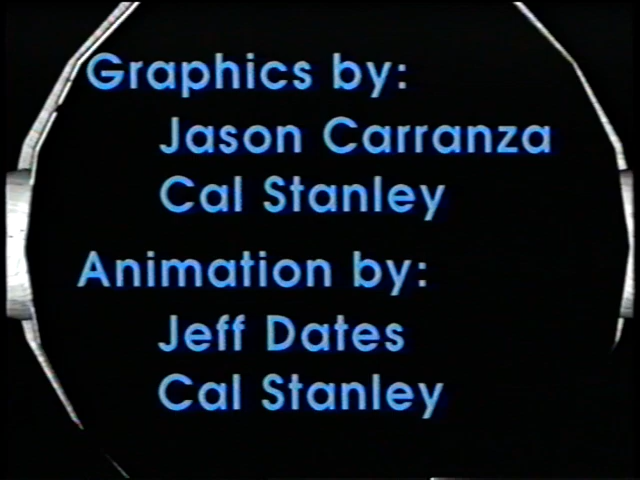 Graphics by:
Jason Carranza
Cal Stanley
Animation by:
Jeff Dates
Cal Stanley